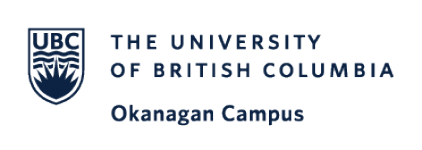 UBC
THE UNIVERSITY
OF BRITISH COLUMBIA
Okanagan Campus